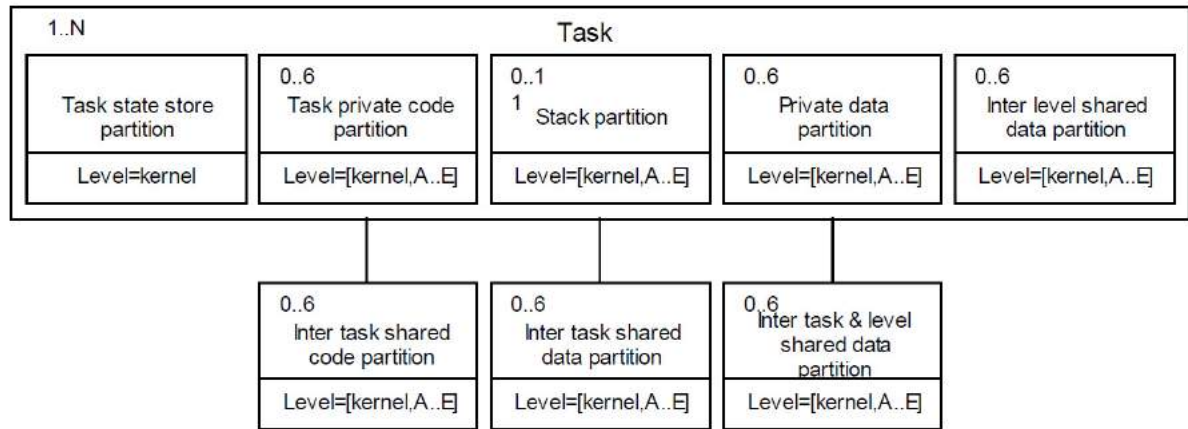 1..N
Task
Task state store
partition
Level=kernel
0..6
Task private code
partition
Level=[kernel,A..E]
0..1
1
Stack partition
Level=[kernel,A..E]
0..6
Private data
partition
Level=[kernel,A..E]
0..6
Inter level shared
data partition
Level=[kernel,A..E]
0..6
Inter task shared
code partition
Level=[kernel,A..E]
0..6
Inter task shared
data partition
Level=[kernel,A..E]
0..6
Inter task & level
shared data
partition
Level=[kernel,A..E]